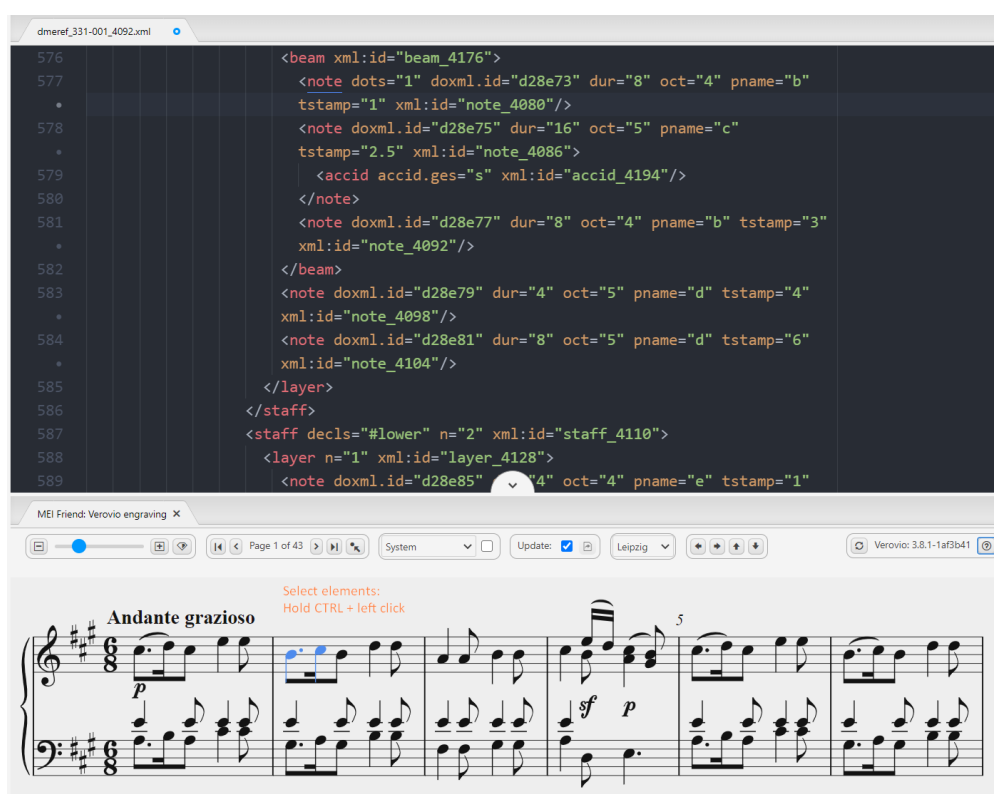 dmeref_331-001_4092.xml
576 <beam xml:id="beam_4176">
577 <note dots="1" doxml.id="d28e73" dur="8" oct="4" pname="b"
• tstamp="1" xml:id="note_4080"/>
578 <note doxml.id="d28e75" dur="16" oct="5" pname="c"
• tstamp="2.5" xml:id="note_4086">
579 <accid accid.ges="s" xml:id="accid_4194"/>
580 </note>
581 <note doxml.id="d28e77" dur="8" oct="4" pname="b" tstamp="3"
• xml:id="note_4092"/>
582 </beam>
583 <note doxml.id="d28e79" dur="4" oct="5" pname="d" tstamp="4"
• xml:id="note_4098"/>
584 <note doxml.id="d28e81" dur="8" oct="5" pname="d" tstamp="6"
• xml:id="note_4104"/>
585 </layer>
586 </staff>
587 <staff decls="#lower" n="2" xml:id="staff_4110">
588 <layer n="1" xml:id="layer_4128">
589 <note doxml.id="d28e85" "4" oct="4" pname="e" tstamp="1"
MEI Friend: Verovio engraving ×
Page 1 of 43 System Update: Leipzig Verovio: 3.8.1-1af3b41
Select elements:
Hold CTRL + left click
Andante grazioso
5
6
8
p
sf p
6
8